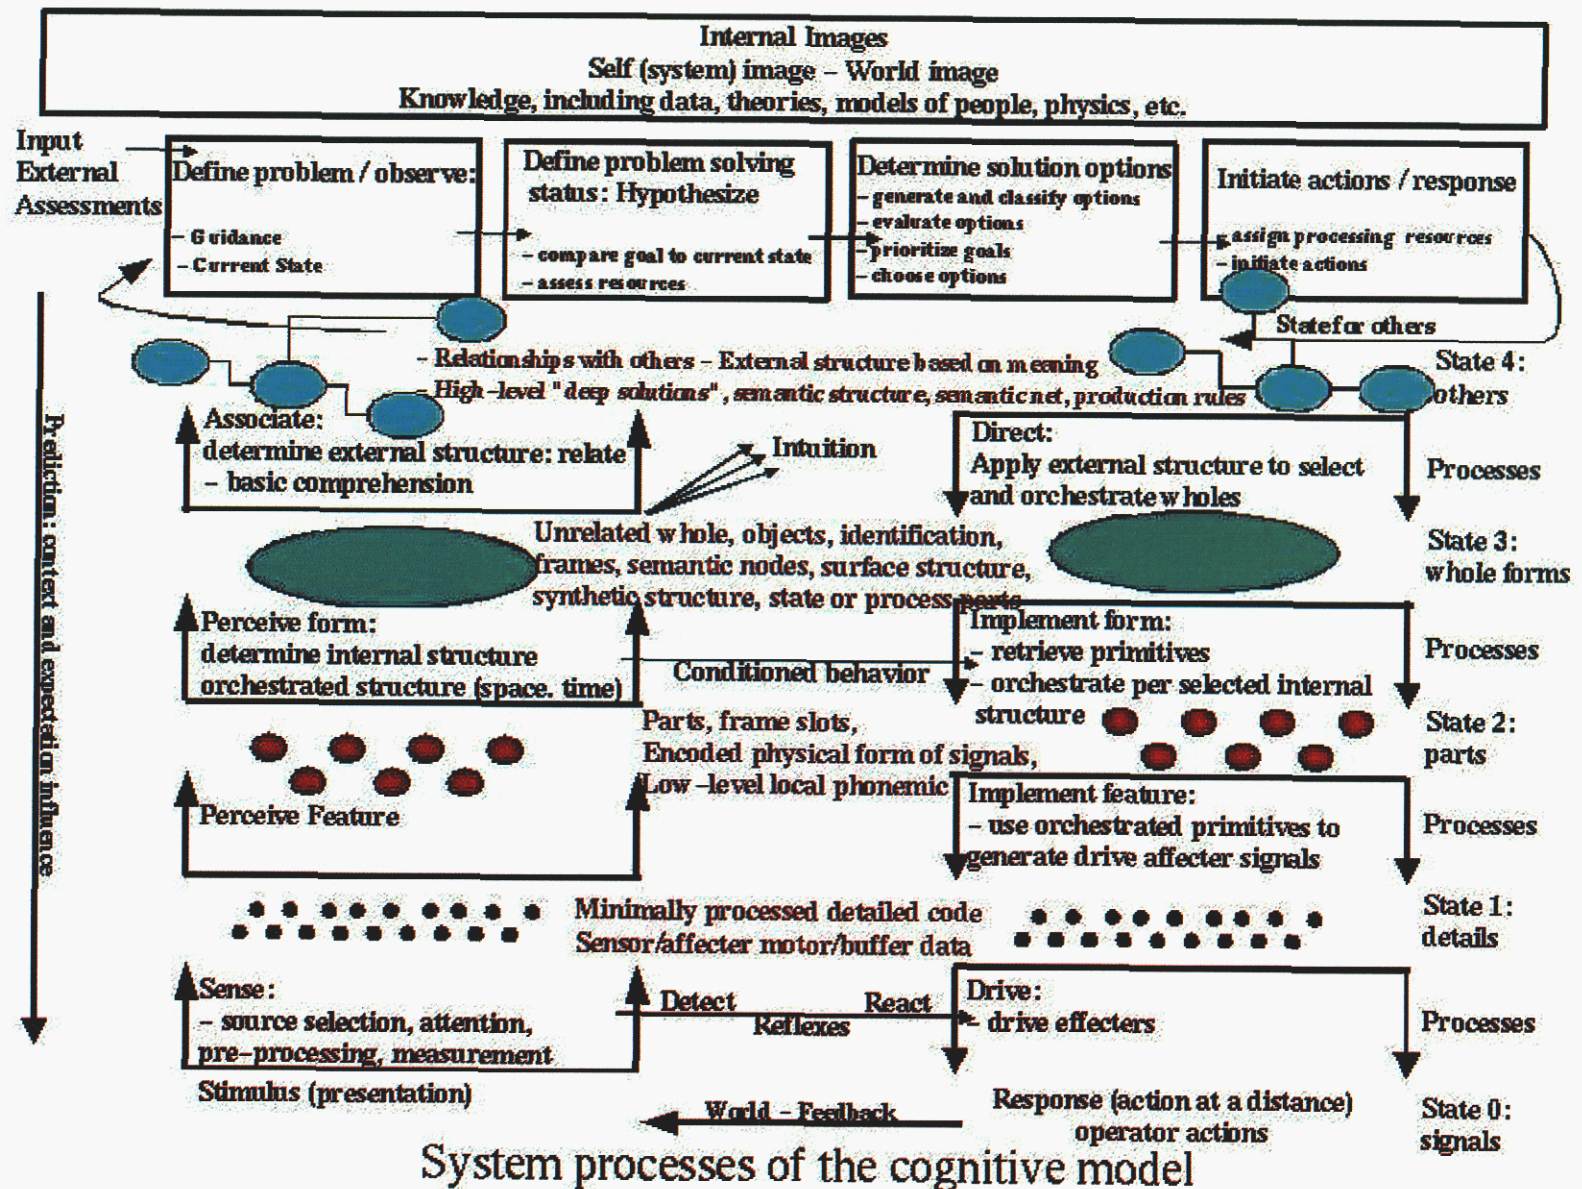 Internal Images
Self (system) image – World image
Knowledge, including data, theories, models of people, physics, etc.
Input
External
Assessments
Define problem / observe:
– Guidance
– Current State
Define problem solving
status: Hypothesize
– compare goal to current state
– assess resources
Determine solution options
– generate and classify options
– evaluate options
– prioritize goals
– choose options
Initiate actions / response
– assign processing resources
– initiate actions
State for others
– Relationships with others – External structure based on meaning
– High–level "deep solutions", semantic structure, semantic net, production rules
State 4:
others
Prediction: context and expectation influence
Associate:
determine external structure: relate
– basic comprehension
Intuition
Direct:
Apply external structure to select
and orchestrate wholes
Processes
Unrelated whole, objects, identification,
frames, semantic nodes, surface structure,
synthetic structure, state or process parts
State 3:
whole forms
Perceive form:
determine internal structure
orchestrated structure (space. time)
Conditioned behavior
Implement form:
– retrieve primitives
– orchestrate per selected internal
structure
Processes
Parts, frame slots,
Encoded physical form of signals,
Low–level local phonemic
State 2:
parts
Perceive Feature
Implement feature:
– use orchestrated primitives to
generate drive affecter signals
Processes
Minimally processed detailed code
Sensor/affecter motor/buffer data
State 1:
details
Sense:
– source selection, attention,
pre–processing, measurement
Detect
React
Reflexes
Drive:
– drive effecters
Processes
Stimulus (presentation)
World – Feedback
Response (action at a distance)
operator actions
State 0:
signals
System processes of the cognitive model